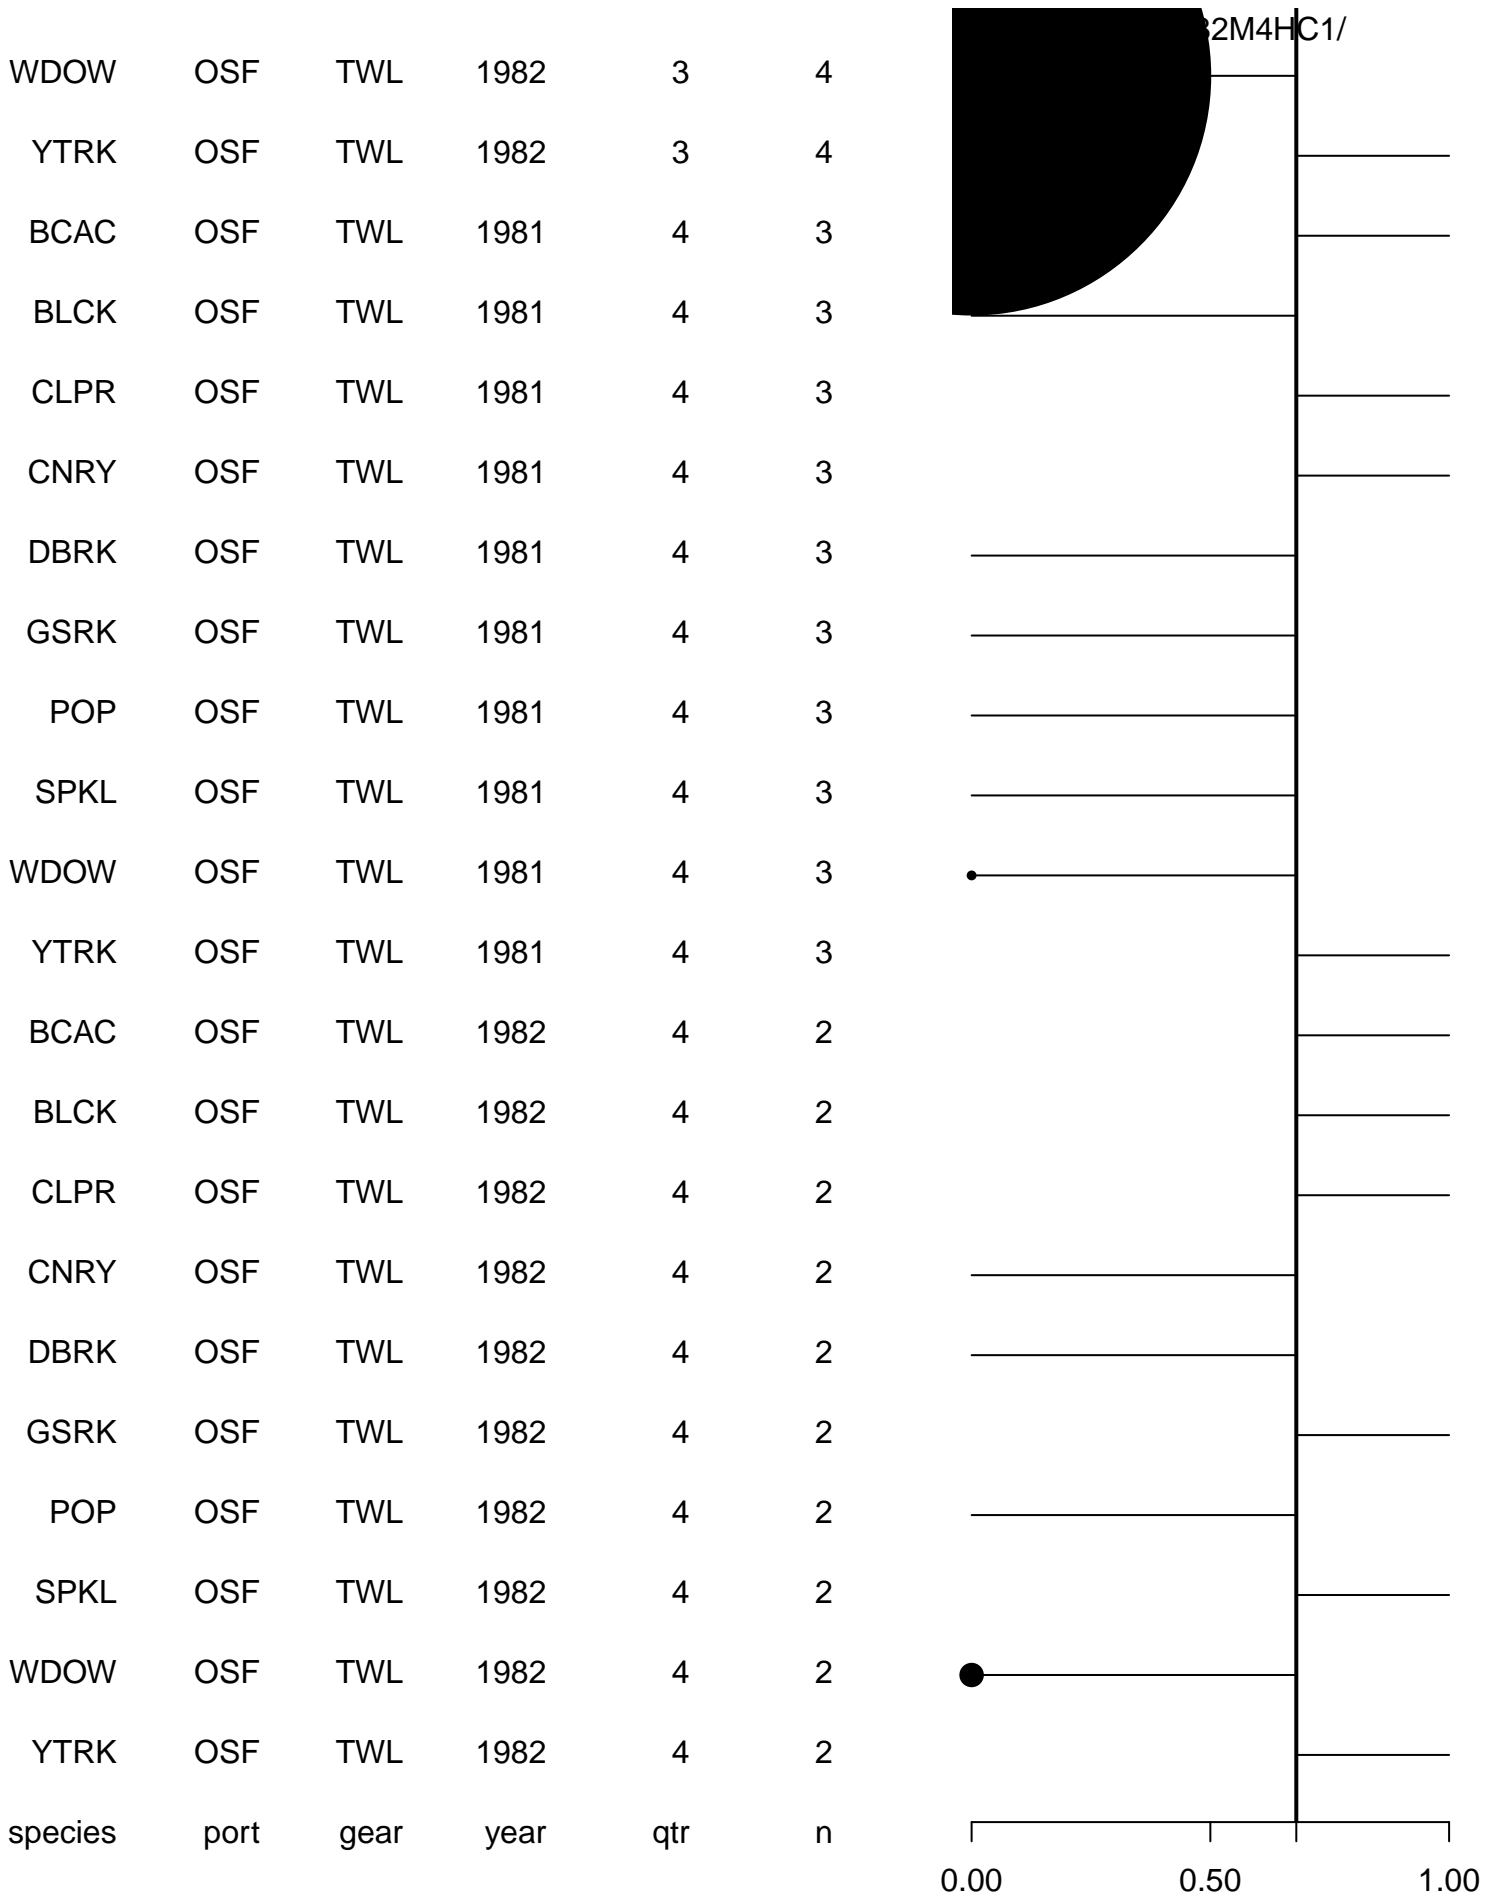 2M4HC1/
WDOW OSF TWL 1982 3 4
YTRK OSF TWL 1982 3 4
BCAC OSF TWL 1981 4 3
BLCK OSF TWL 1981 4 3
CLPR OSF TWL 1981 4 3
CNRY OSF TWL 1981 4 3
DBRK OSF TWL 1981 4 3
GSRK OSF TWL 1981 4 3
POP OSF TWL 1981 4 3
SPKL OSF TWL 1981 4 3
WDOW OSF TWL 1981 4 3
YTRK OSF TWL 1981 4 3
BCAC OSF TWL 1982 4 2
BLCK OSF TWL 1982 4 2
CLPR OSF TWL 1982 4 2
CNRY OSF TWL 1982 4 2
DBRK OSF TWL 1982 4 2
GSRK OSF TWL 1982 4 2
POP OSF TWL 1982 4 2
SPKL OSF TWL 1982 4 2
WDOW OSF TWL 1982 4 2
YTRK OSF TWL 1982 4 2
species port gear year qtr n
0.00 0.50 1.00